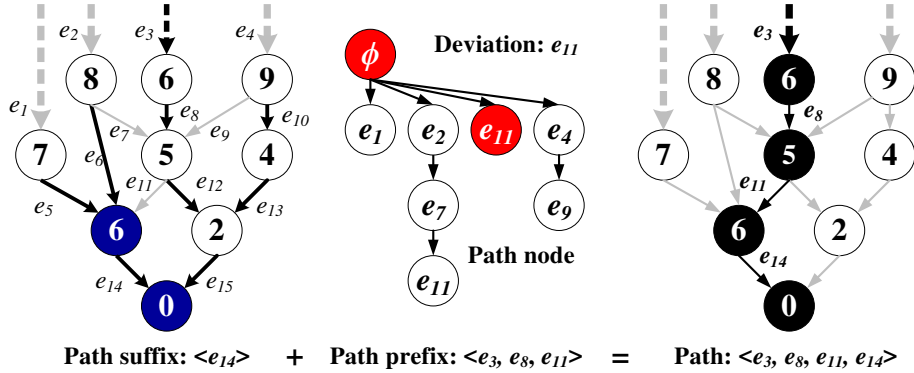 e2 e3 e4
ϕ Deviation: e11
e3
8 6 9
6
8
9
e1 e7 e8 e9 e10
e1 e2 e11 e4
e8
7 e6 5 4
7 5 4
e5 e11 e12 e13
e7 e9
e11
6 2
6 2
Path node
e14 e15
e11
e14
0
0
Path suffix: <e14> + Path prefix: <e3, e8, e11> = Path: <e3, e8, e11, e14>